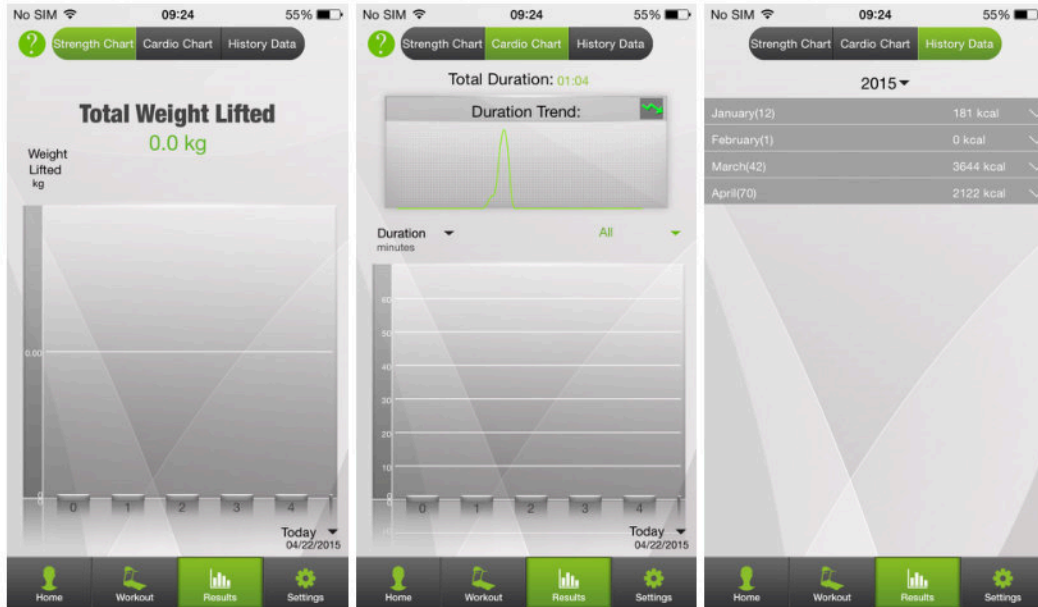 No SIM 09:24 55%
? Strength Chart Cardio Chart History Data
Total Weight Lifted
0.0 kg
Weight
Lifted
kg
0.00
0
0 1 2 3 4
Today
04/22/2015
Home Workout Results Settings
No SIM 09:24 55%
? Strength Chart Cardio Chart History Data
Total Duration: 01:04
Duration Trend:
Duration All
minutes
60
50
40
30
20
10
0
0 1 2 3 4
Today
04/22/2015
Home Workout Results Settings
No SIM 09:24 55%
Strength Chart Cardio Chart History Data
2015
January(12) 181 kcal
February(1) 0 kcal
March(42) 3644 kcal
April(70) 2122 kcal
Home Workout Results Settings